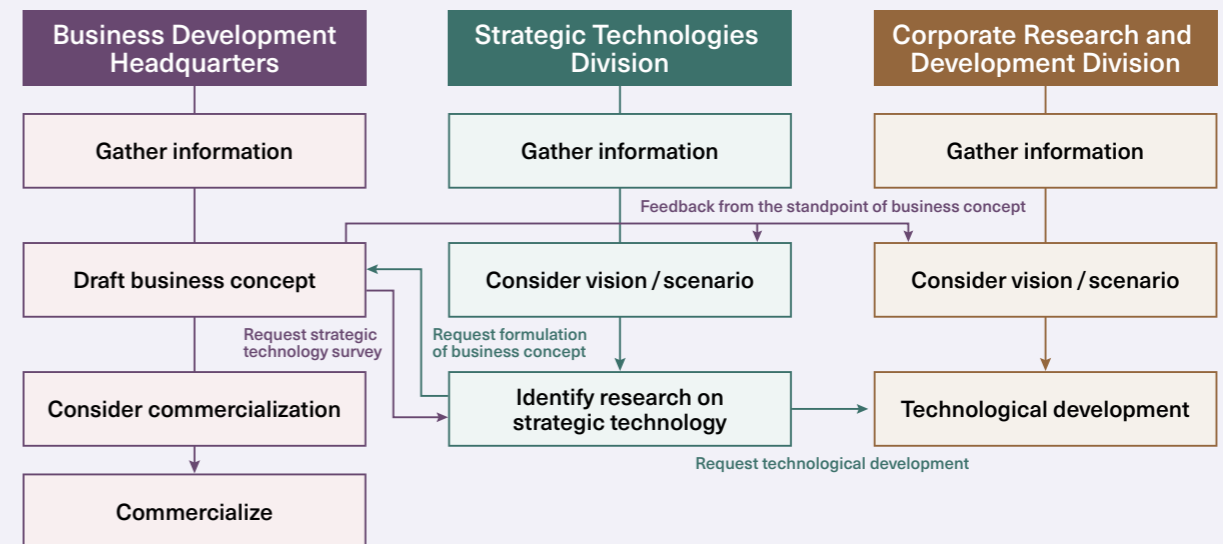 Business Development
Headquarters
Strategic Technologies
Division
Corporate Research and
Development Division
Gather information
Gather information
Gather information
Feedback from the standpoint of business concept
Draft business concept
Consider vision / scenario
Consider vision / scenario
Request strategic
technology survey
Request formulation
of business concept
Consider commercialization
Identify research on
strategic technology
Technological development
Request technological development
Commercialize